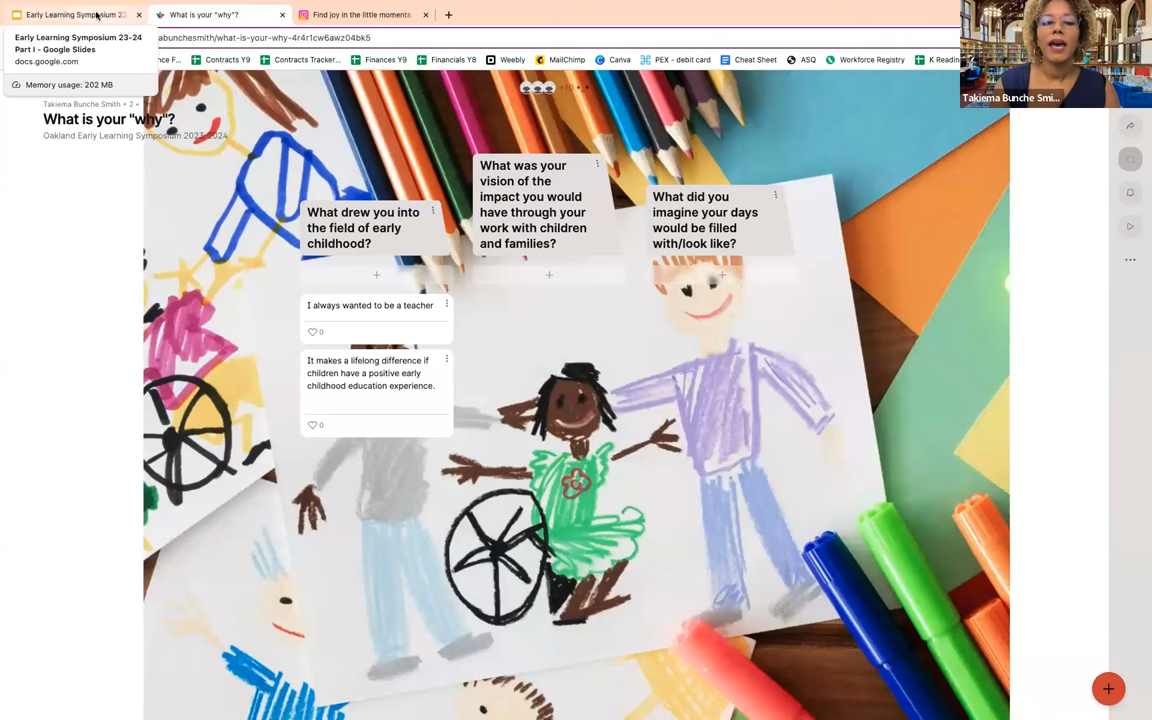 Early Learning Symposium 23
What is your "why"?
Find joy in the little moments
Early Learning Symposium 23-24
Part I - Google Slides
docs.google.com
Memory usage: 202 MB
abunchesmith/what-is-your-why-4r4r1cw6awz04brk5
ce F...
Contracts Y9
Contracts Tracker...
Finances Y9
Financials Y8
Weebly
MailChimp
Canva
PEX - debit card
Cheat Sheet
ASQ
Workforce Registry
K Readin
Takiema Bunche Smi...
Takiema Bunche Smith + 2 •
What is your "why"?
Oakland Early Learning Symposium 2023-2024
What drew you into
the field of early
childhood?
What was your
vision of the
impact you would
have through your
work with children
and families?
What did you
imagine your days
would be filled
with/look like?
I always wanted to be a teacher
0
It makes a lifelong difference if
children have a positive early
childhood education experience.
0